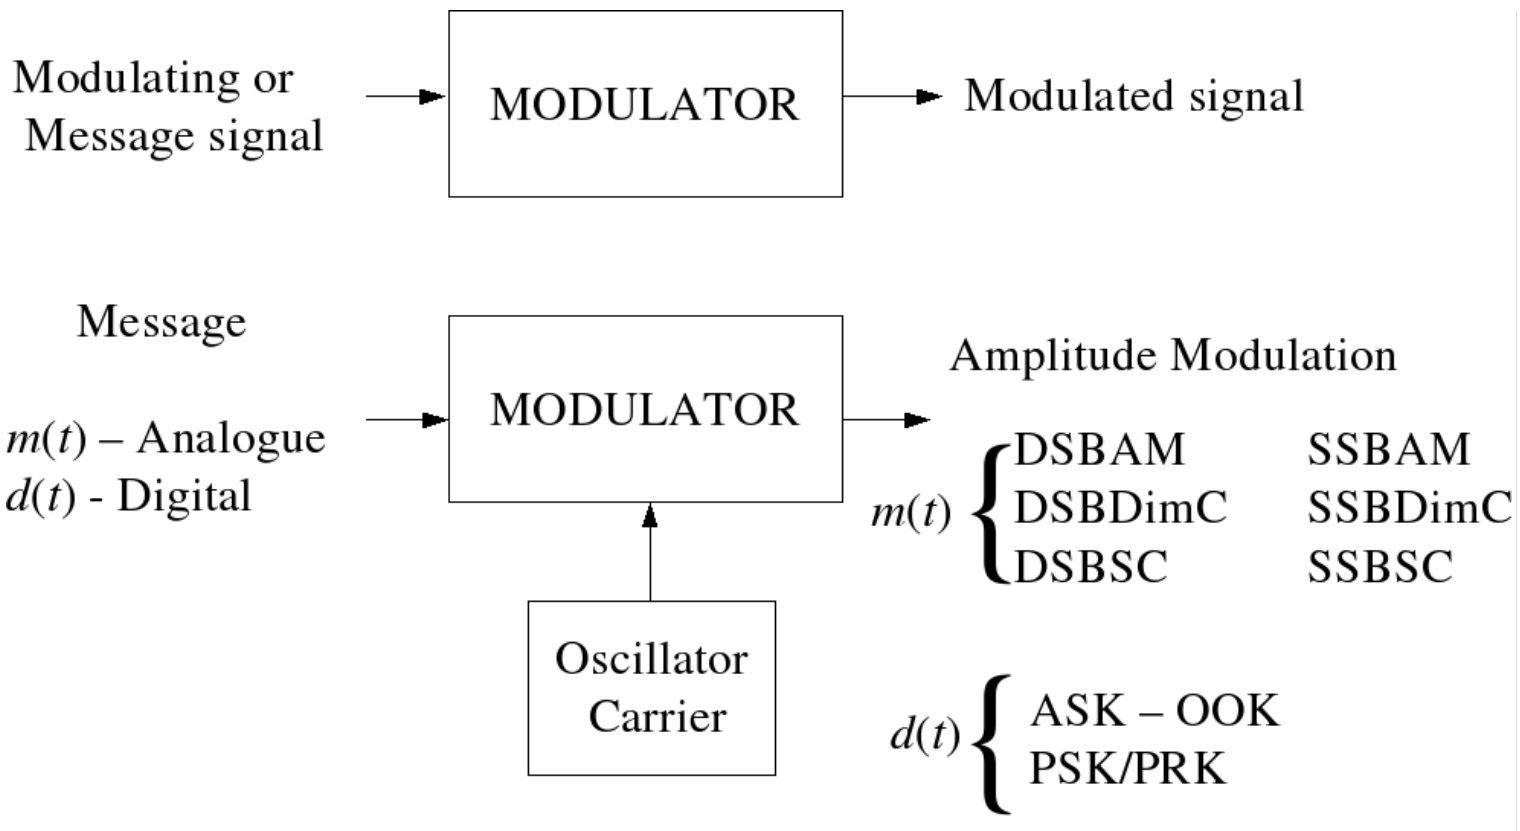 Modulating or
Message signal
MODULATOR
Modulated signal
Message
m(t) – Analogue
d(t) - Digital
MODULATOR
Oscillator
Carrier
Amplitude Modulation
m(t) { DSBAM SSBAM
DSBDimC SSBDimC
DSBSC SSBSC
d(t) { ASK – OOK
PSK/PRK